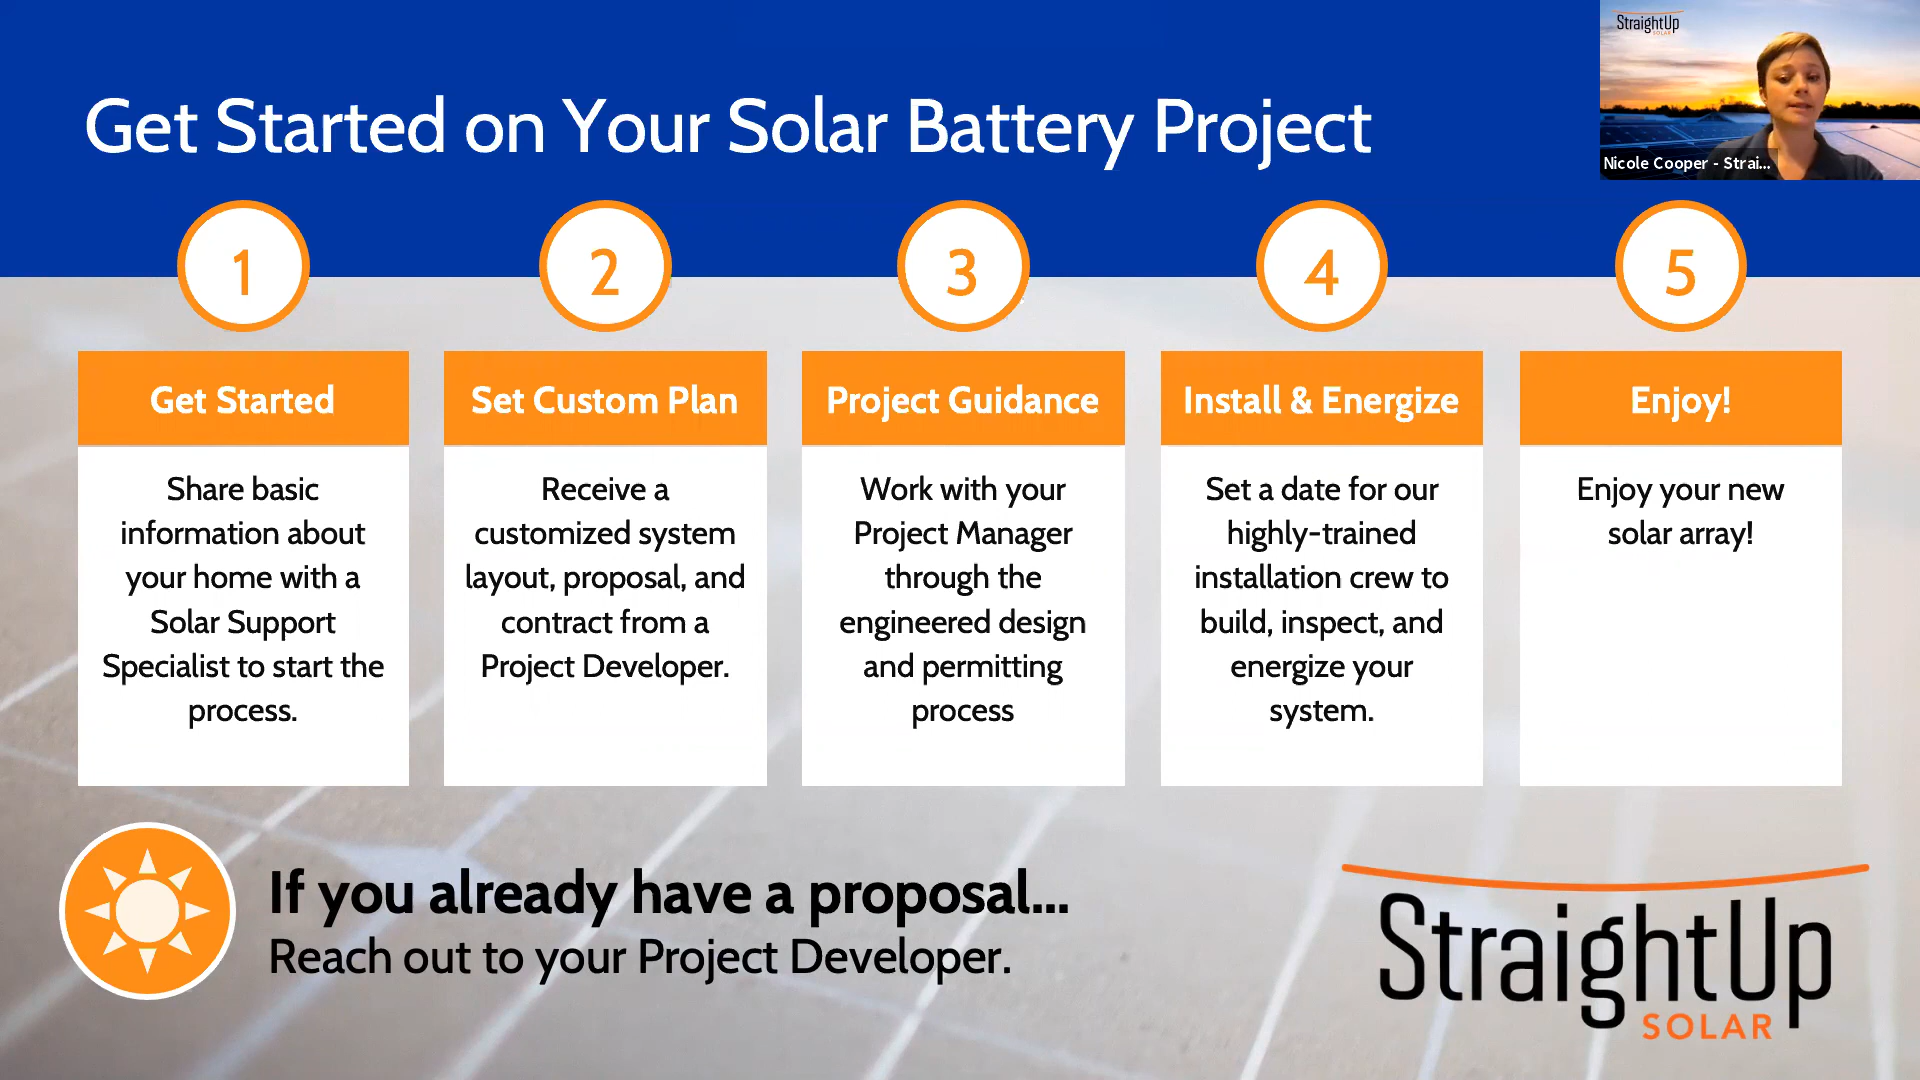 Get Started on Your Solar Battery Project
StraightUp
SOLAR
Nicole Cooper - Strai...
1
Get Started
Share basic
information about
your home with a
Solar Support
Specialist to start the
process.
2
Set Custom Plan
Receive a
customized system
layout, proposal, and
contract from a
Project Developer.
3
Project Guidance
Work with your
Project Manager
through the
engineered design
and permitting
process
4
Install & Energize
Set a date for our
highly-trained
installation crew to
build, inspect, and
energize your
system.
5
Enjoy!
Enjoy your new
solar array!
If you already have a proposal...
Reach out to your Project Developer.
StraightUp
SOLAR